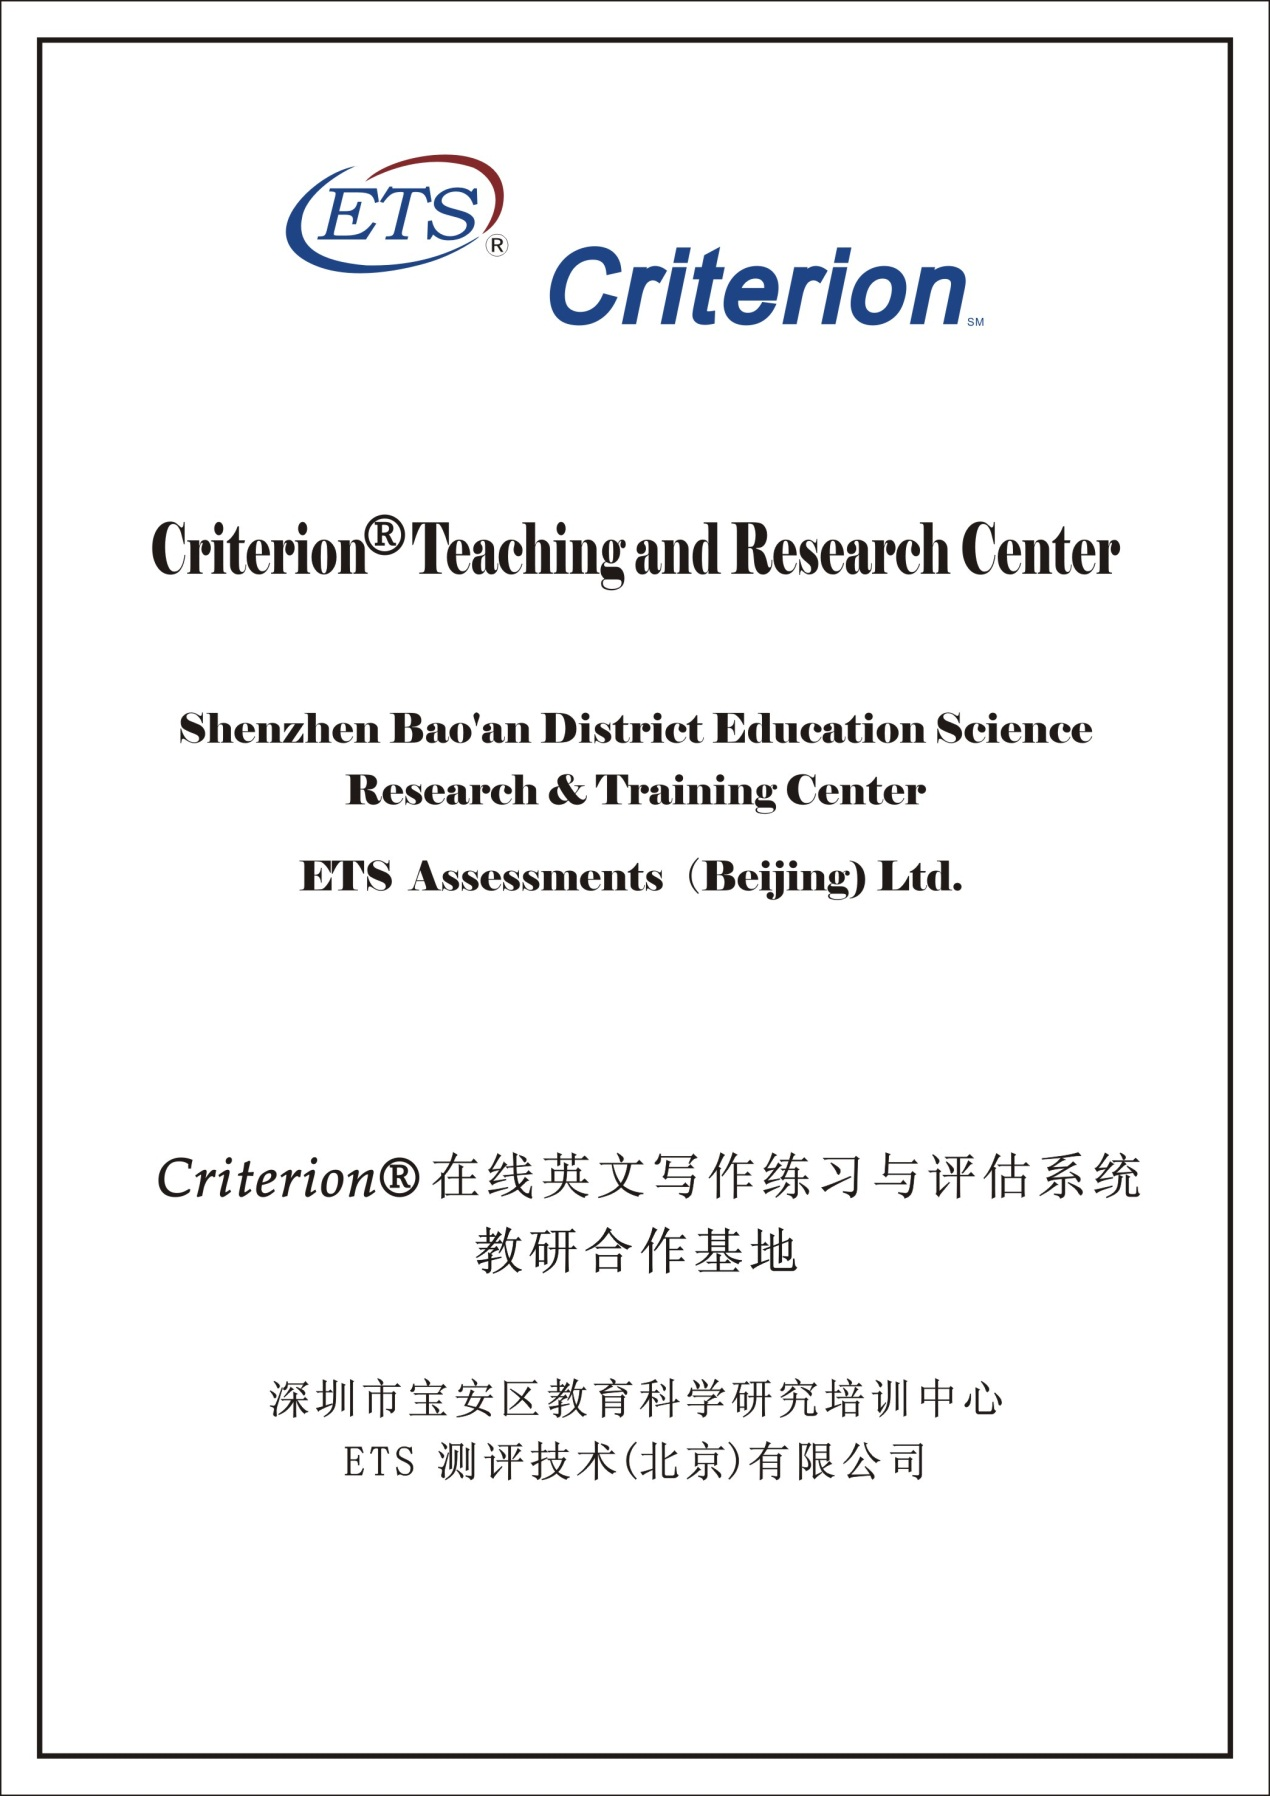 ETS®
Criterion SM
Criterion® Teaching and Research Center
Shenzhen Bao'an District Education Science
Research & Training Center
ETS Assessments（Beijing) Ltd.
Criterion®在线英文写作练习与评估系统
教研合作基地
深圳市宝安区教育科学研究培训中心
ETS 测评技术(北京)有限公司